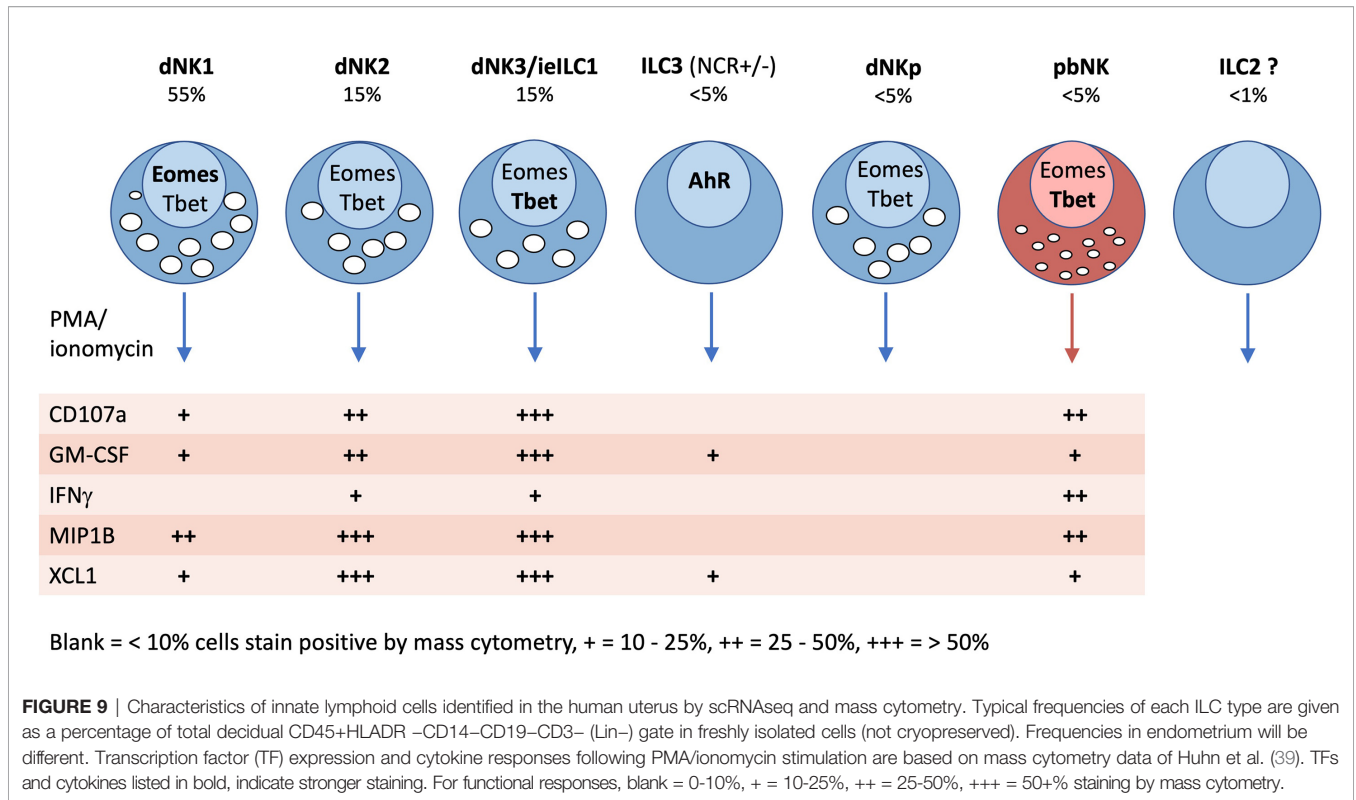 dNK1 dNK2 dNK3/ieILC1 ILC3 (NCR+/-) dNKp pbNK ILC2 ?
55% 15% 15% <5% <5% <5% <1%
Eomes Eomes Eomes AhR Eomes Eomes
Tbet Tbet Tbet Tbet Tbet
PMA/
ionomycin
CD107a + ++ +++ ++
GM-CSF + ++ +++ + +
IFNγ + + ++
MIP1B ++ +++ +++ ++
XCL1 + +++ +++ + +
Blank = < 10% cells stain positive by mass cytometry, + = 10 - 25%, ++ = 25 - 50%, +++ = > 50%
FIGURE 9 | Characteristics of innate lymphoid cells identified in the human uterus by scRNAseq and mass cytometry. Typical frequencies of each ILC type are given
as a percentage of total decidual CD45+HLADR −CD14−CD19−CD3− (Lin−) gate in freshly isolated cells (not cryopreserved). Frequencies in endometrium will be
different. Transcription factor (TF) expression and cytokine responses following PMA/ionomycin stimulation are based on mass cytometry data of Huhn et al. (39). TFs
and cytokines listed in bold, indicate stronger staining. For functional responses, blank = 0-10%, + = 10-25%, ++ = 25-50%, +++ = 50+% staining by mass cytometry.